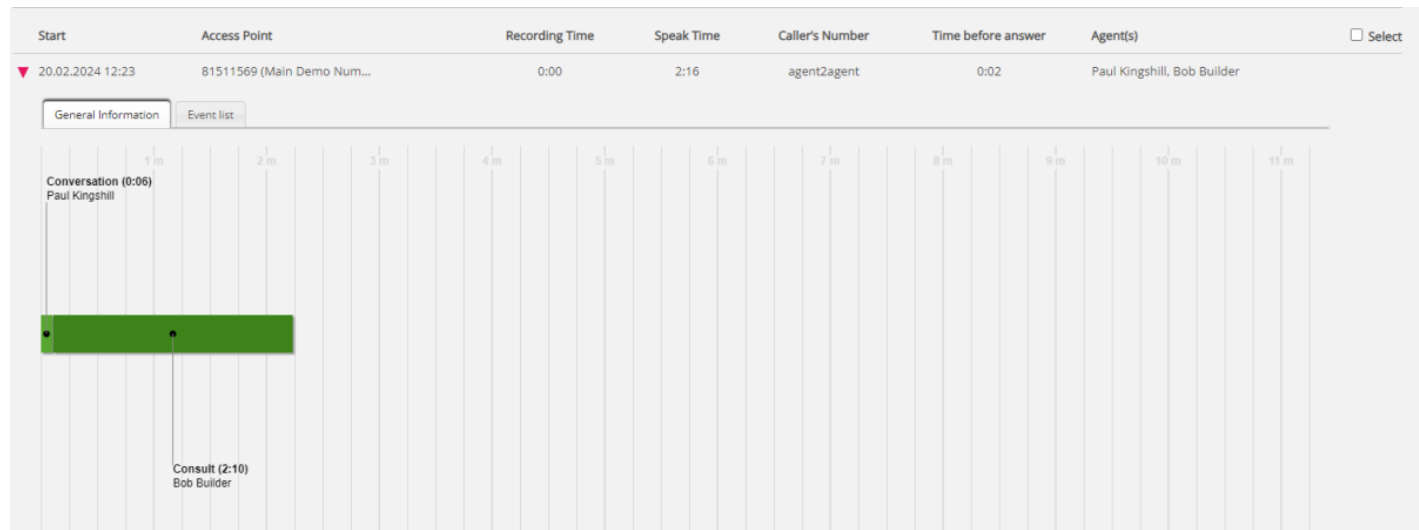 Start Access Point Recording Time Speak Time Caller's Number Time before answer Agent(s) Select
20.02.2024 12:23 81511569 (Main Demo Num... 0:00 2:16 agent2agent 0:02 Paul Kingshill, Bob Builder
General Information Event list
1 m 2 m 3 m 4 m 5 m 6 m 7 m 8 m 9 m 10 m 11 m
Conversation (0:06)
Paul Kingshill
Consult (2:10)
Bob Builder